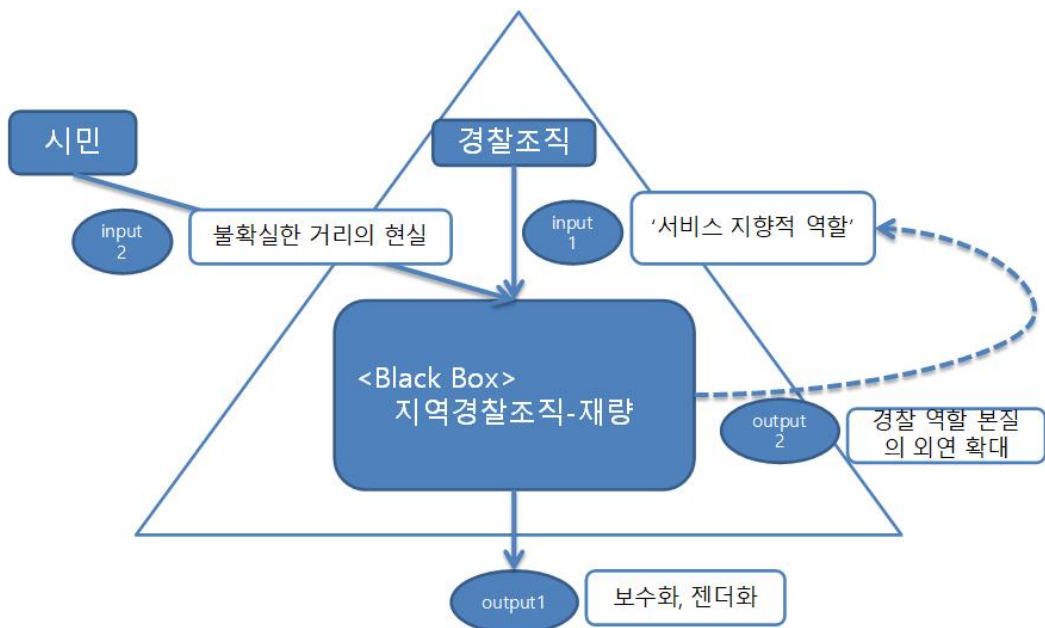 시민
경찰조직
input
2
불확실한 거리의 현실
input
1
‘서비스 지향적 역할’
<Black Box>
지역경찰조직-재량
output
2
경찰 역할 본질
의 외연 확대
output1
보수화, 젠더화